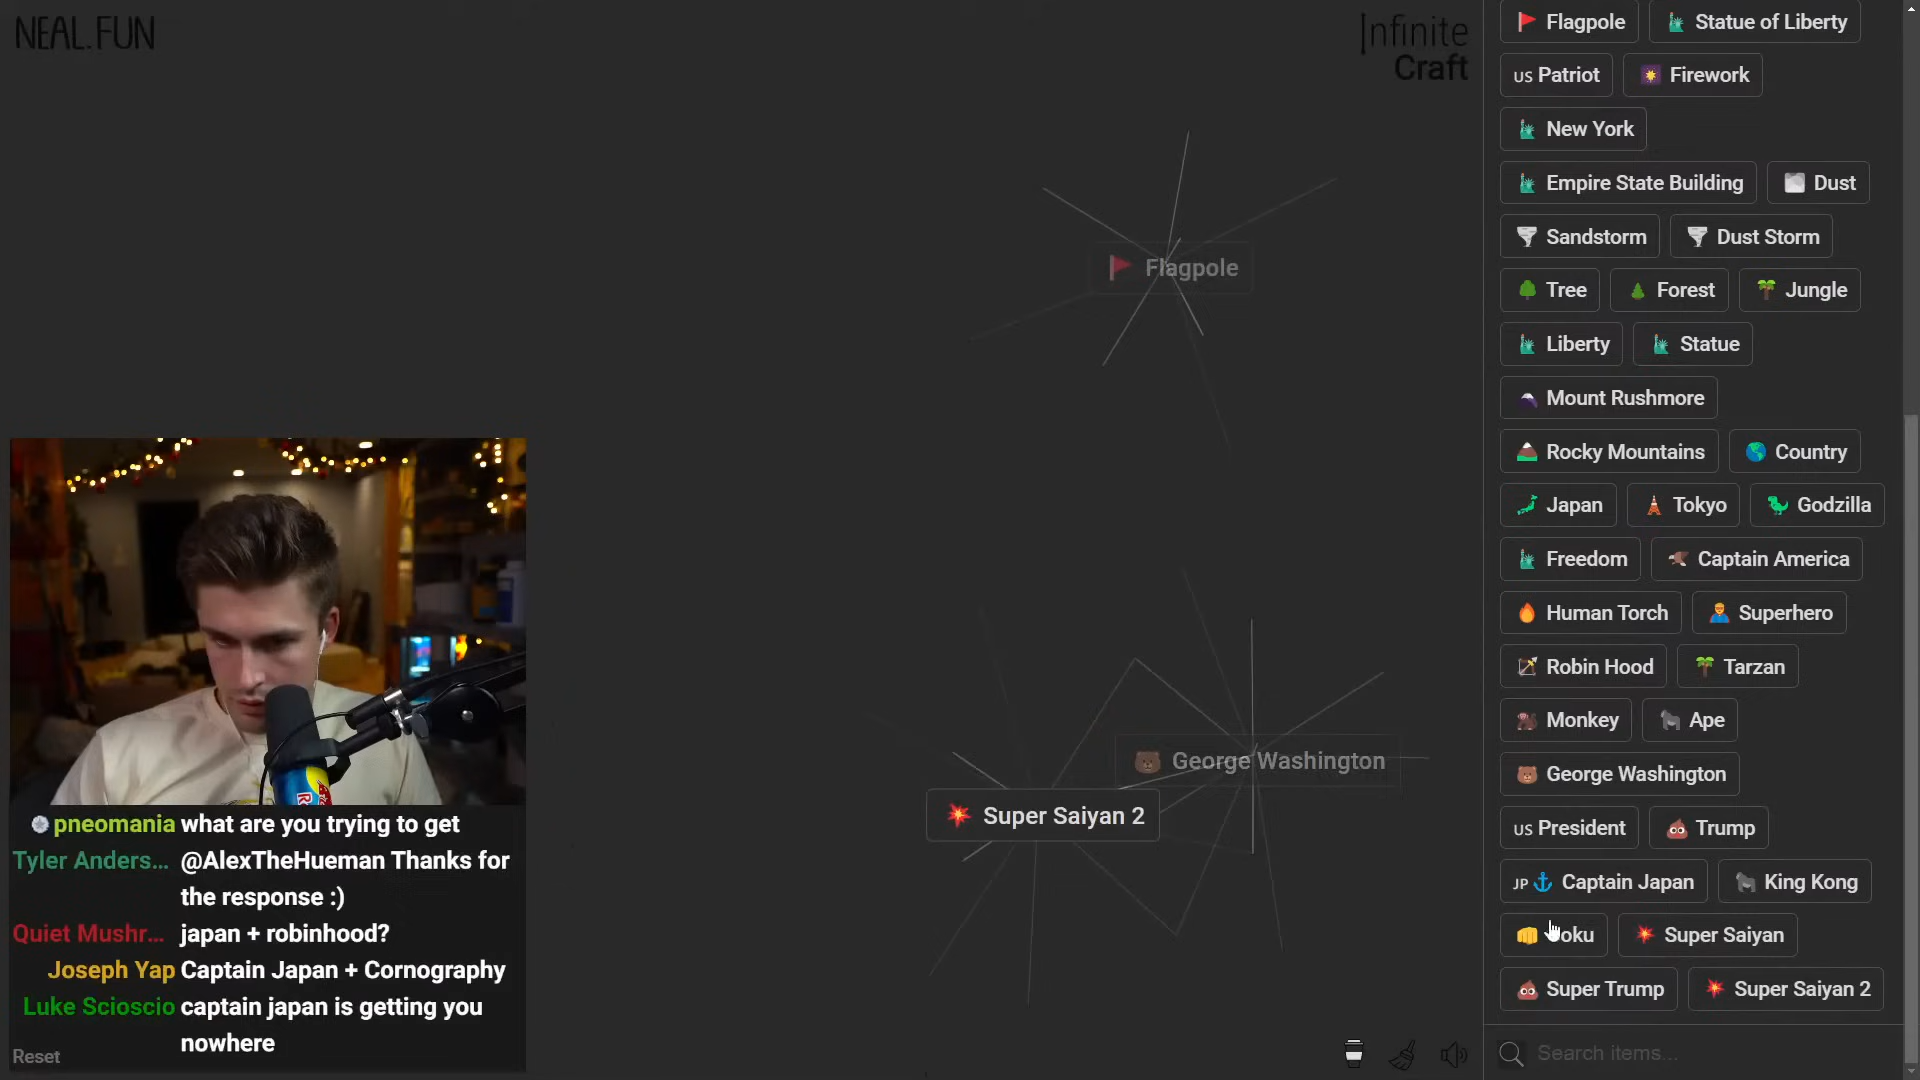 NEAL.FUN
Infinite
Craft
Flagpole
George Washington
Super Saiyan 2
Flagpole Statue of Liberty
US Patriot Firework
New York
Empire State Building Dust
Sandstorm Dust Storm
Tree Forest Jungle
Liberty Statue
Mount Rushmore
Rocky Mountains Country
Japan Tokyo Godzilla
Freedom Captain America
Human Torch Superhero
Robin Hood Tarzan
Monkey Ape
George Washington
US President Trump
JP Captain Japan King Kong
oku Super Saiyan
Super Trump Super Saiyan 2
Search items...
pneomania what are you trying to get
Tyler Anders... @AlexTheHueman Thanks for
the response :)
Quiet Mushr... japan + robinhood?
Joseph Yap Captain Japan + Cornography
Luke Scioscio captain japan is getting you
nowhere
Reset